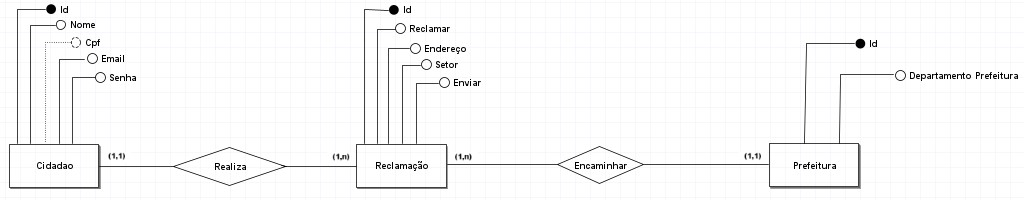 Id
Nome
Cpf
Email
Senha
Cidadao
(1,1)
Realiza
(1,n)
Id
Reclamar
Endereço
Setor
Enviar
Reclamação
(1,n)
Encaminhar
(1,1)
Id
Departamento Prefeitura
Prefeitura